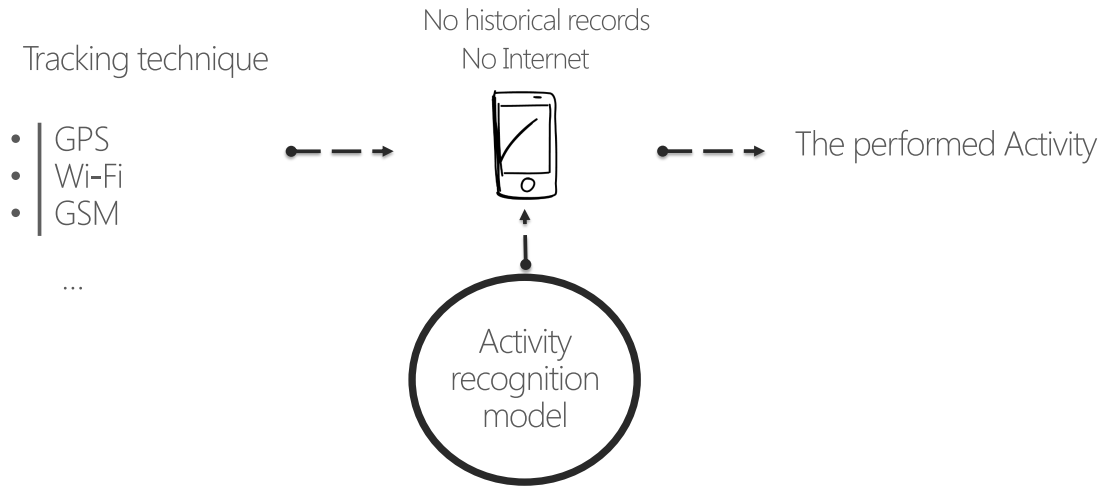 No historical records
No Internet
Tracking technique
• GPS
• Wi-Fi
• GSM
...
The performed Activity
Activity
recognition
model